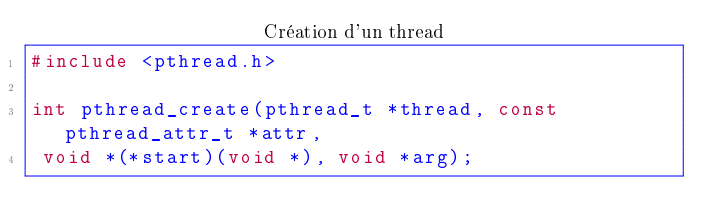 Création d'un thread
1 #include <pthread.h>
2
3 int pthread_create(pthread_t *thread, const
pthread_attr_t *attr,
4 void *(*start)(void *), void *arg);